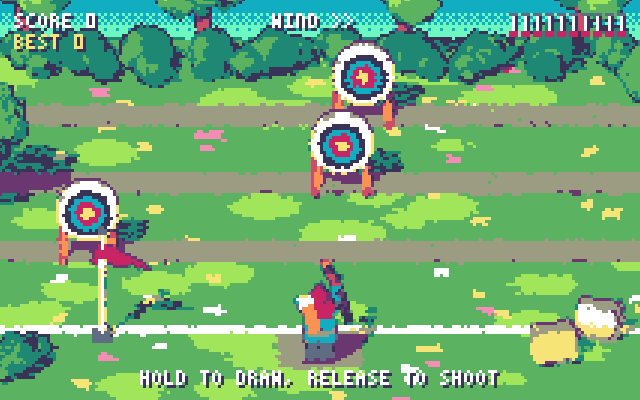 SCORE 0
WIND >>
BEST 0
HOLD TO DRAW, RELEASE TO SHOOT